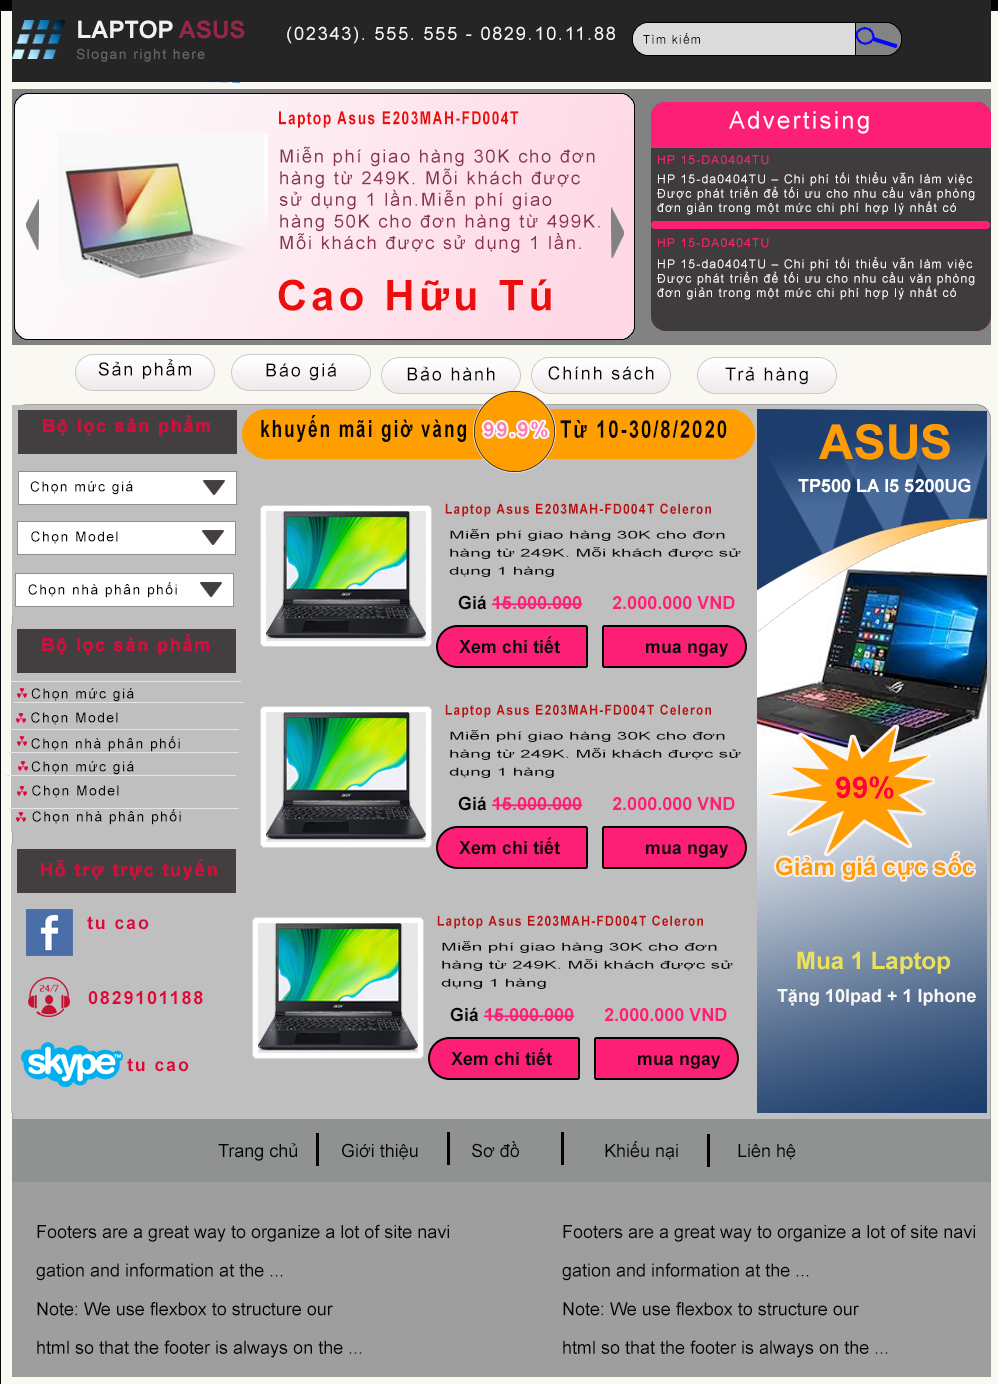 LAPTOP ASUS
Slogan right here
(02343). 555. 555 - 0829.10.11.88
Tìm kiếm
Laptop Asus E203MAH-FD004T
Miễn phí giao hàng 30K cho đơn
hàng từ 249K. Mỗi khách được
sử dụng 1 lần.Miễn phí giao
hàng 50K cho đơn hàng từ 499K.
Mỗi khách được sử dụng 1 lần.
Cao Hữu Tú
Advertising
HP 15-DA0404TU
HP 15-da0404TU – Chi phí tối thiểu vẫn làm việc
Được phát triển để tối ưu cho nhu cầu văn phòng
đơn giản trong một mức chi phí hợp lý nhất có
HP 15-DA0404TU
HP 15-da0404TU – Chi phí tối thiểu vẫn làm việc
Được phát triển để tối ưu cho nhu cầu văn phòng
đơn giản trong một mức chi phí hợp lý nhất có
Sản phẩm
Báo giá
Bảo hành
Chính sách
Trả hàng
Bộ lọc sản phẩm
Chọn mức giá
Chọn Model
Chọn nhà phân phối
Bộ lọc sản phẩm
Chọn mức giá
Chọn Model
Chọn nhà phân phối
Chọn mức giá
Chọn Model
Chọn nhà phân phối
Hỗ trợ trực tuyến
f
tu cao
24/7
0829101188
skype™
tu cao
khuyến mãi giờ vàng 99.9% Từ 10-30/8/2020
Laptop Asus E203MAH-FD004T Celeron
Miễn phí giao hàng 30K cho đơn
hàng từ 249K. Mỗi khách được sử
dụng 1 hàng
Giá 15.000.000 2.000.000 VND
Xem chi tiết
mua ngay
acer
Laptop Asus E203MAH-FD004T Celeron
Miễn phí giao hàng 30K cho đơn
hàng từ 249K. Mỗi khách được sử
dụng 1 hàng
Giá 15.000.000 2.000.000 VND
Xem chi tiết
mua ngay
acer
Laptop Asus E203MAH-FD004T Celeron
Miễn phí giao hàng 30K cho đơn
hàng từ 249K. Mỗi khách được sử
dụng 1 hàng
Giá 15.000.000 2.000.000 VND
Xem chi tiết
mua ngay
acer
ASUS
TP500 LA I5 5200UG
99%
Giảm giá cực sốc
Mua 1 Laptop
Tặng 10Ipad + 1 Iphone
Trang chủ
Giới thiệu
Sơ đồ
Khiếu nại
Liên hệ
Footers are a great way to organize a lot of site navi
gation and information at the ...
Note: We use flexbox to structure our
html so that the footer is always on the ...
Footers are a great way to organize a lot of site navi
gation and information at the ...
Note: We use flexbox to structure our
html so that the footer is always on the ...